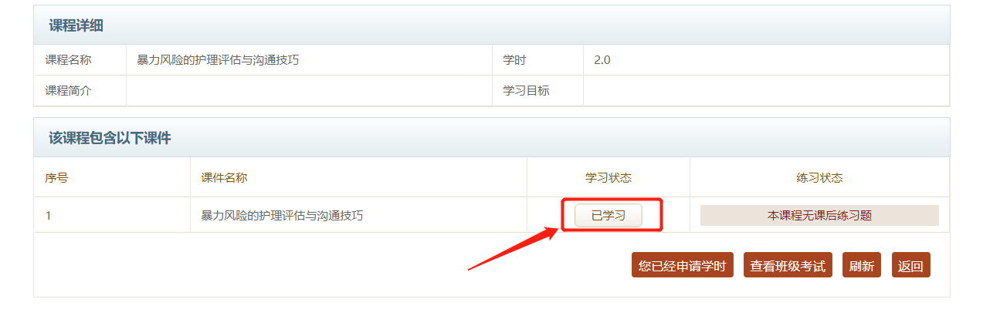 课程详细
课程名称 暴力风险的护理评估与沟通技巧 学时 2.0
课程简介 学习目标
该课程包含以下课件
序号 课件名称 学习状态 练习状态
1 暴力风险的护理评估与沟通技巧 已学习 本课程无课后练习题
您已经申请学时 查看班级考试 刷新 返回